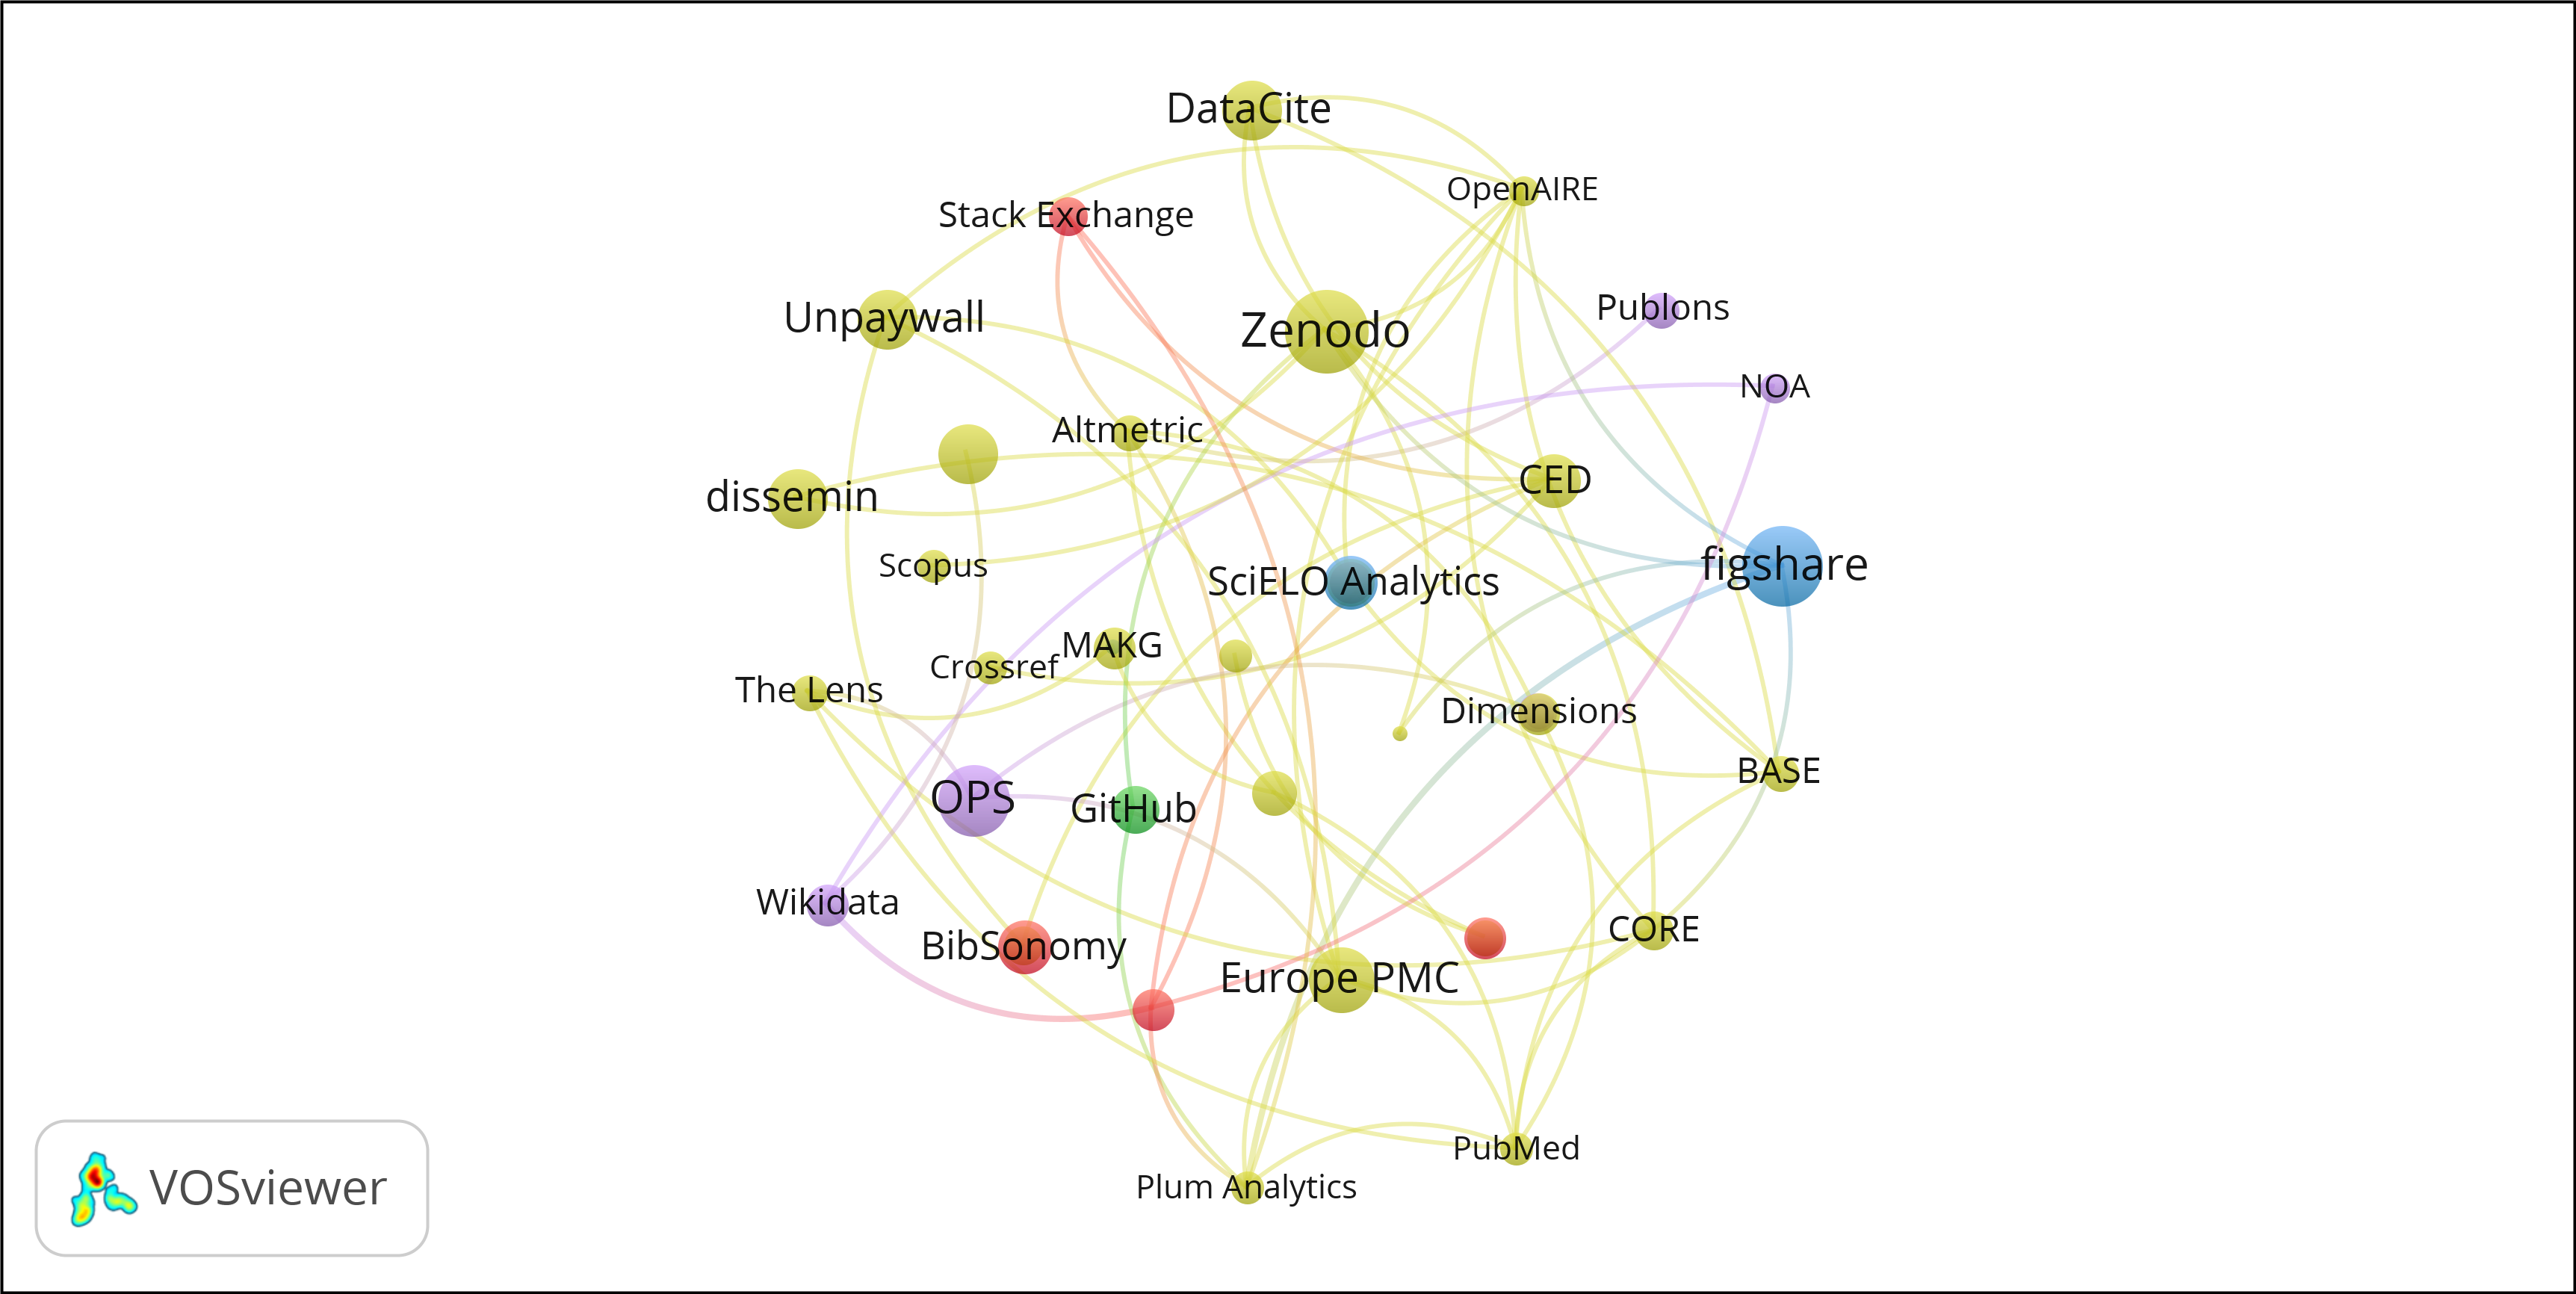 DataCite
OpenAIRE
Stack Exchange
Publons
Unpaywall
Zenodo
NOA
Altmetric
CED
dissemin
Scopus
figshare
SciELO Analytics
MAKG
Crossref
The Lens
Dimensions
BASE
OPS
GitHub
Wikidata
CORE
BibSonomy
Europe PMC
PubMed
Plum Analytics
VOSviewer